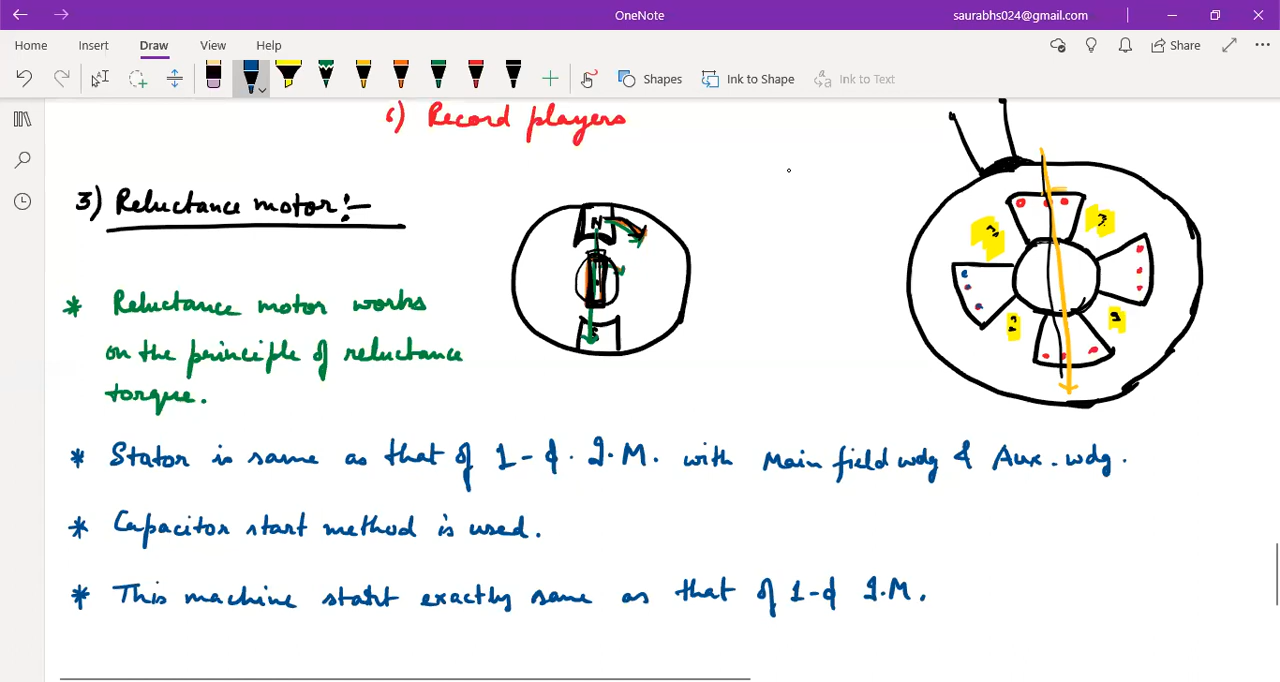 OneNote
saurabhs024@gmail.com
Home Insert Draw View Help
Share
Shapes
Ink to Shape
Ink to Text
6) Record players
3) Reluctance motor:-
N
S
* Reluctance motor works
on the principle of reluctance
torque.
* Stator is same as that of 1-ϕ. I.M. with Main field wdg & Aux. wdg.
* Capacitor start method is used.
* This machine start exactly same as that of 1-ϕ I.M.